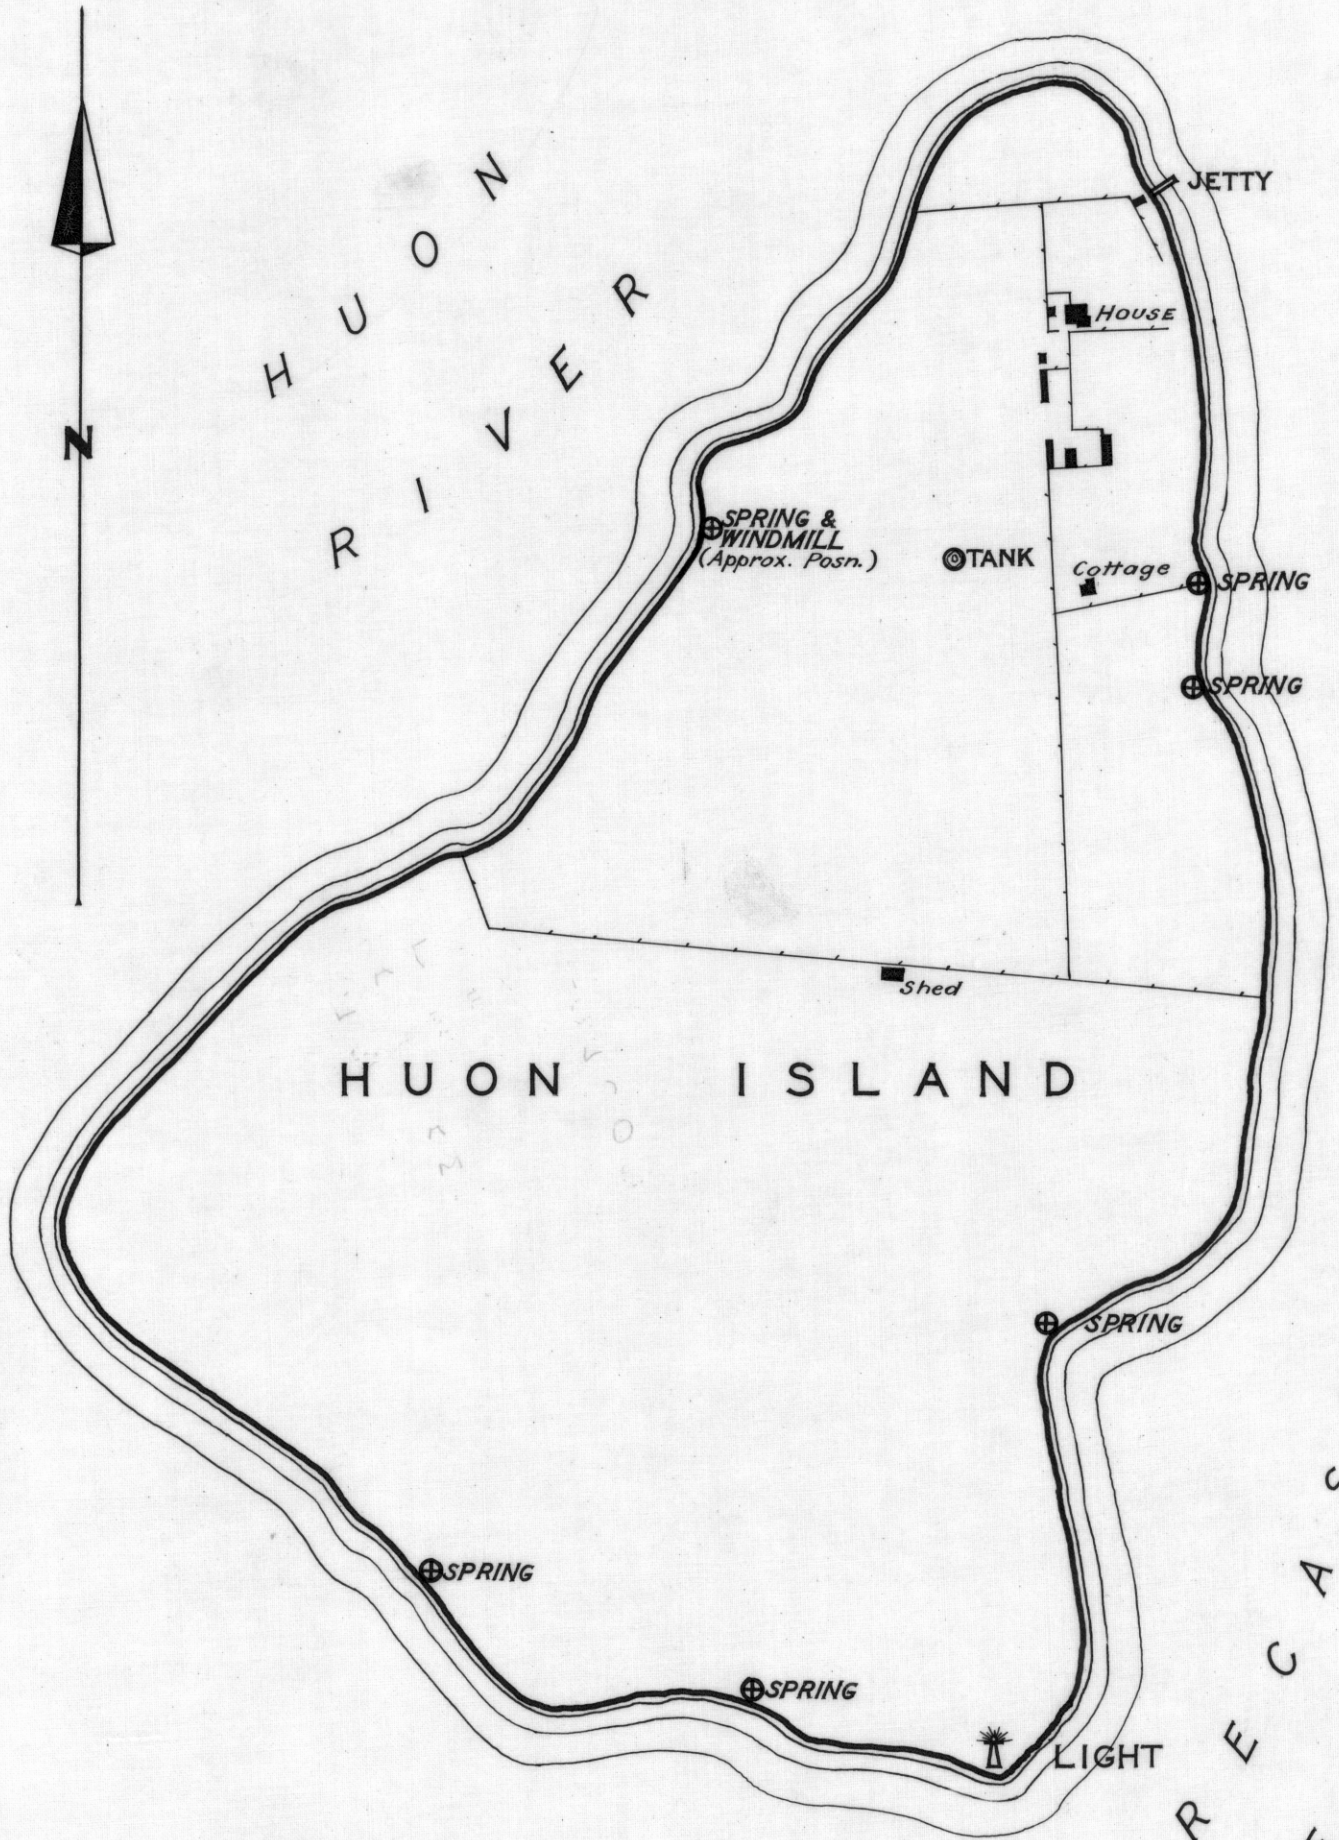 HUON
RIVER
N
JETTY
HOUSE
SPRING &
WINDMILL
(Approx. Posn.)
TANK
Cottage
SPRING
SPRING
Shed
HUON ISLAND
SPRING
SPRING
SPRING
LIGHT